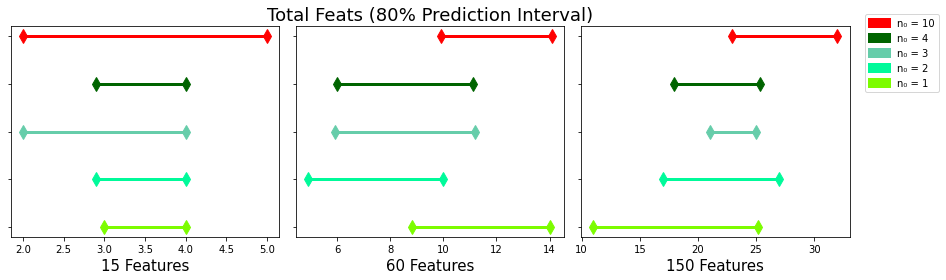 Total Feats (80% Prediction Interval)
n₀ = 10
n₀ = 4
n₀ = 3
n₀ = 2
n₀ = 1
2.0 2.5 3.0 3.5 4.0 4.5 5.0
6 8 10 12 14
10 15 20 25 30
15 Features
60 Features
150 Features